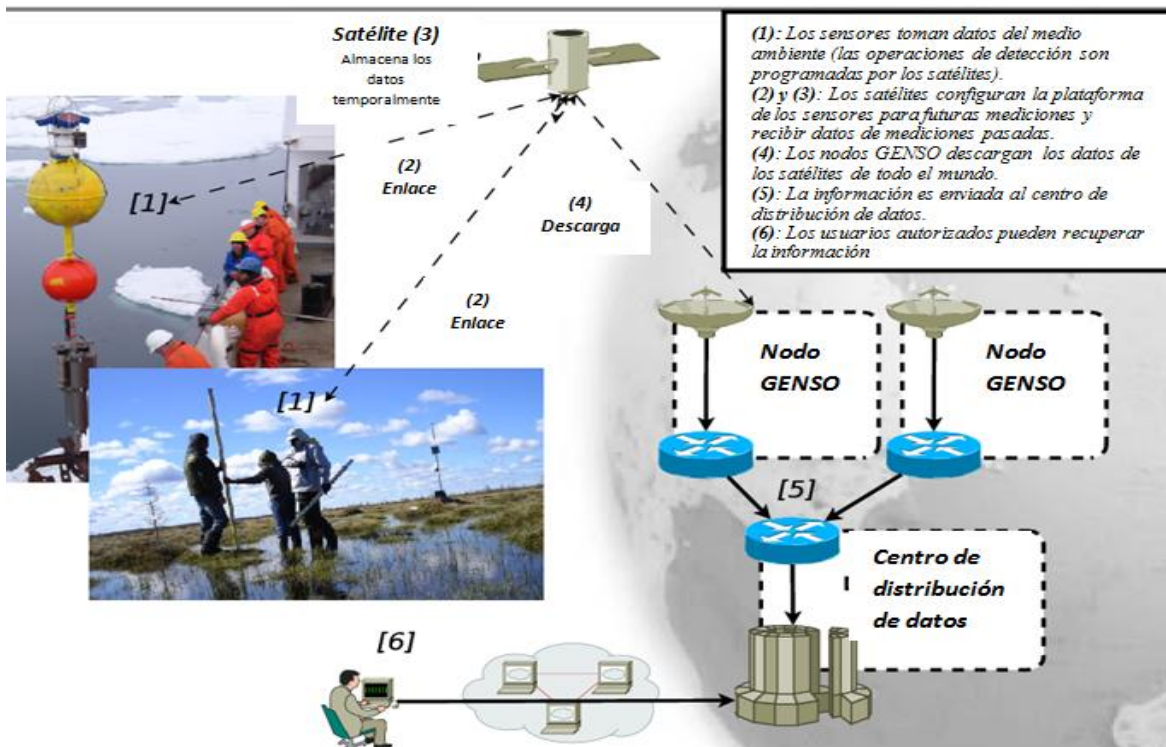 Satélite (3)
Almacena los
datos
temporalmente
(1): Los sensores toman datos del medio
ambiente (las operaciones de detección son
programadas por los satélites).
(2) y (3): Los satélites configuran la plataforma
de los sensores para futuras mediciones y
recibir datos de mediciones pasadas.
(4): Los nodos GENSO descargan los datos de
los satélites de todo el mundo.
(5): La información es enviada al centro de
distribución de datos.
(6): Los usuarios autorizados pueden recuperar
la información
[1]
(2)
Enlace
(4)
Descarga
(2)
Enlace
[1]
Nodo
GENSO
Nodo
GENSO
[5]
Centro de
distribución
de datos
[6]